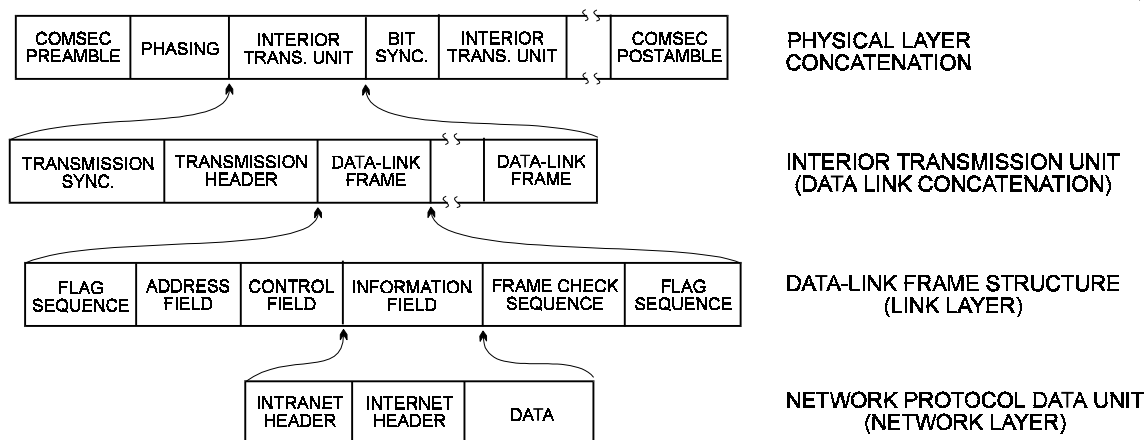 COMSEC PREAMBLE
PHASING
INTERIOR TRANS. UNIT
BIT SYNC.
INTERIOR TRANS. UNIT
COMSEC POSTAMBLE
PHYSICAL LAYER
CONCATENATION
TRANSMISSION SYNC.
TRANSMISSION HEADER
DATA-LINK FRAME
DATA-LINK FRAME
INTERIOR TRANSMISSION UNIT
(DATA LINK CONCATENATION)
FLAG SEQUENCE
ADDRESS FIELD
CONTROL FIELD
INFORMATION FIELD
FRAME CHECK SEQUENCE
FLAG SEQUENCE
DATA-LINK FRAME STRUCTURE
(LINK LAYER)
INTRANET HEADER
INTERNET HEADER
DATA
NETWORK PROTOCOL DATA UNIT
(NETWORK LAYER)